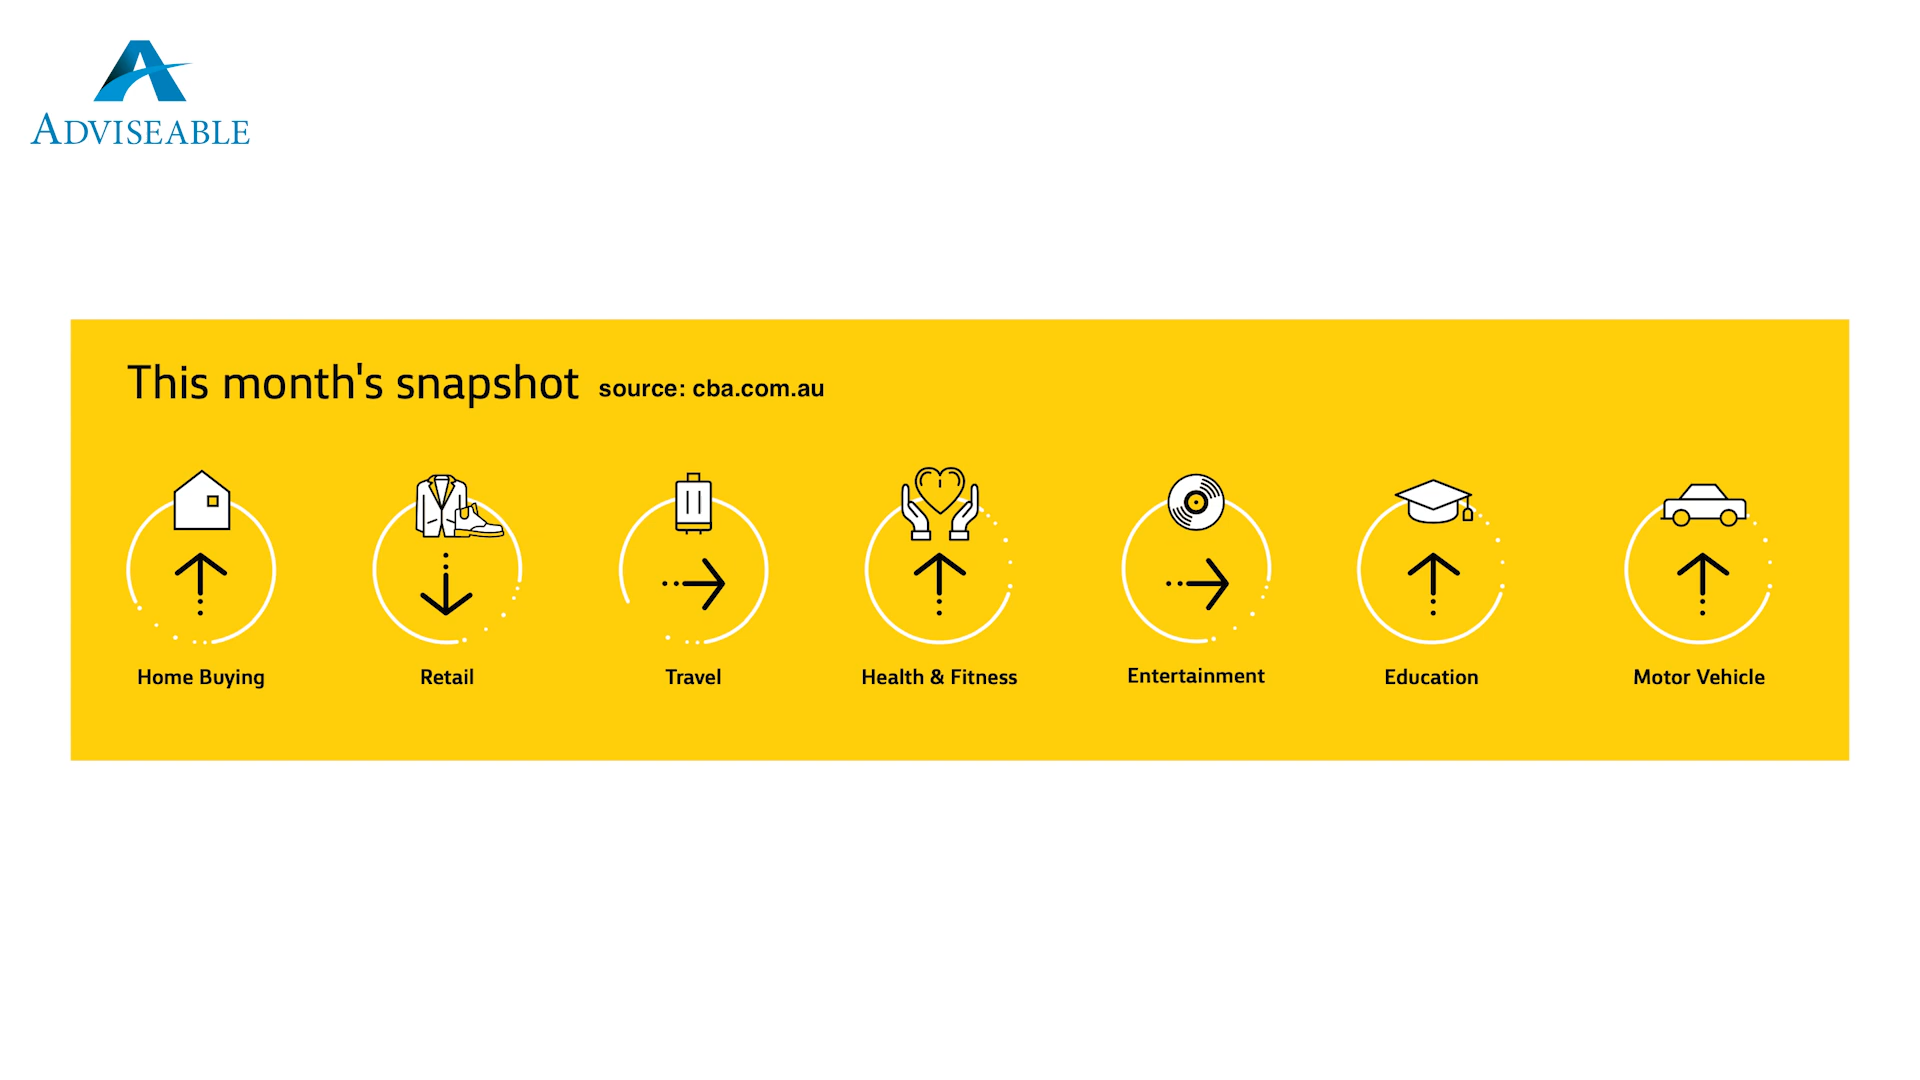 ADVISEABLE
This month's snapshot source: cba.com.au
Home Buying Retail Travel Health & Fitness Entertainment Education Motor Vehicle